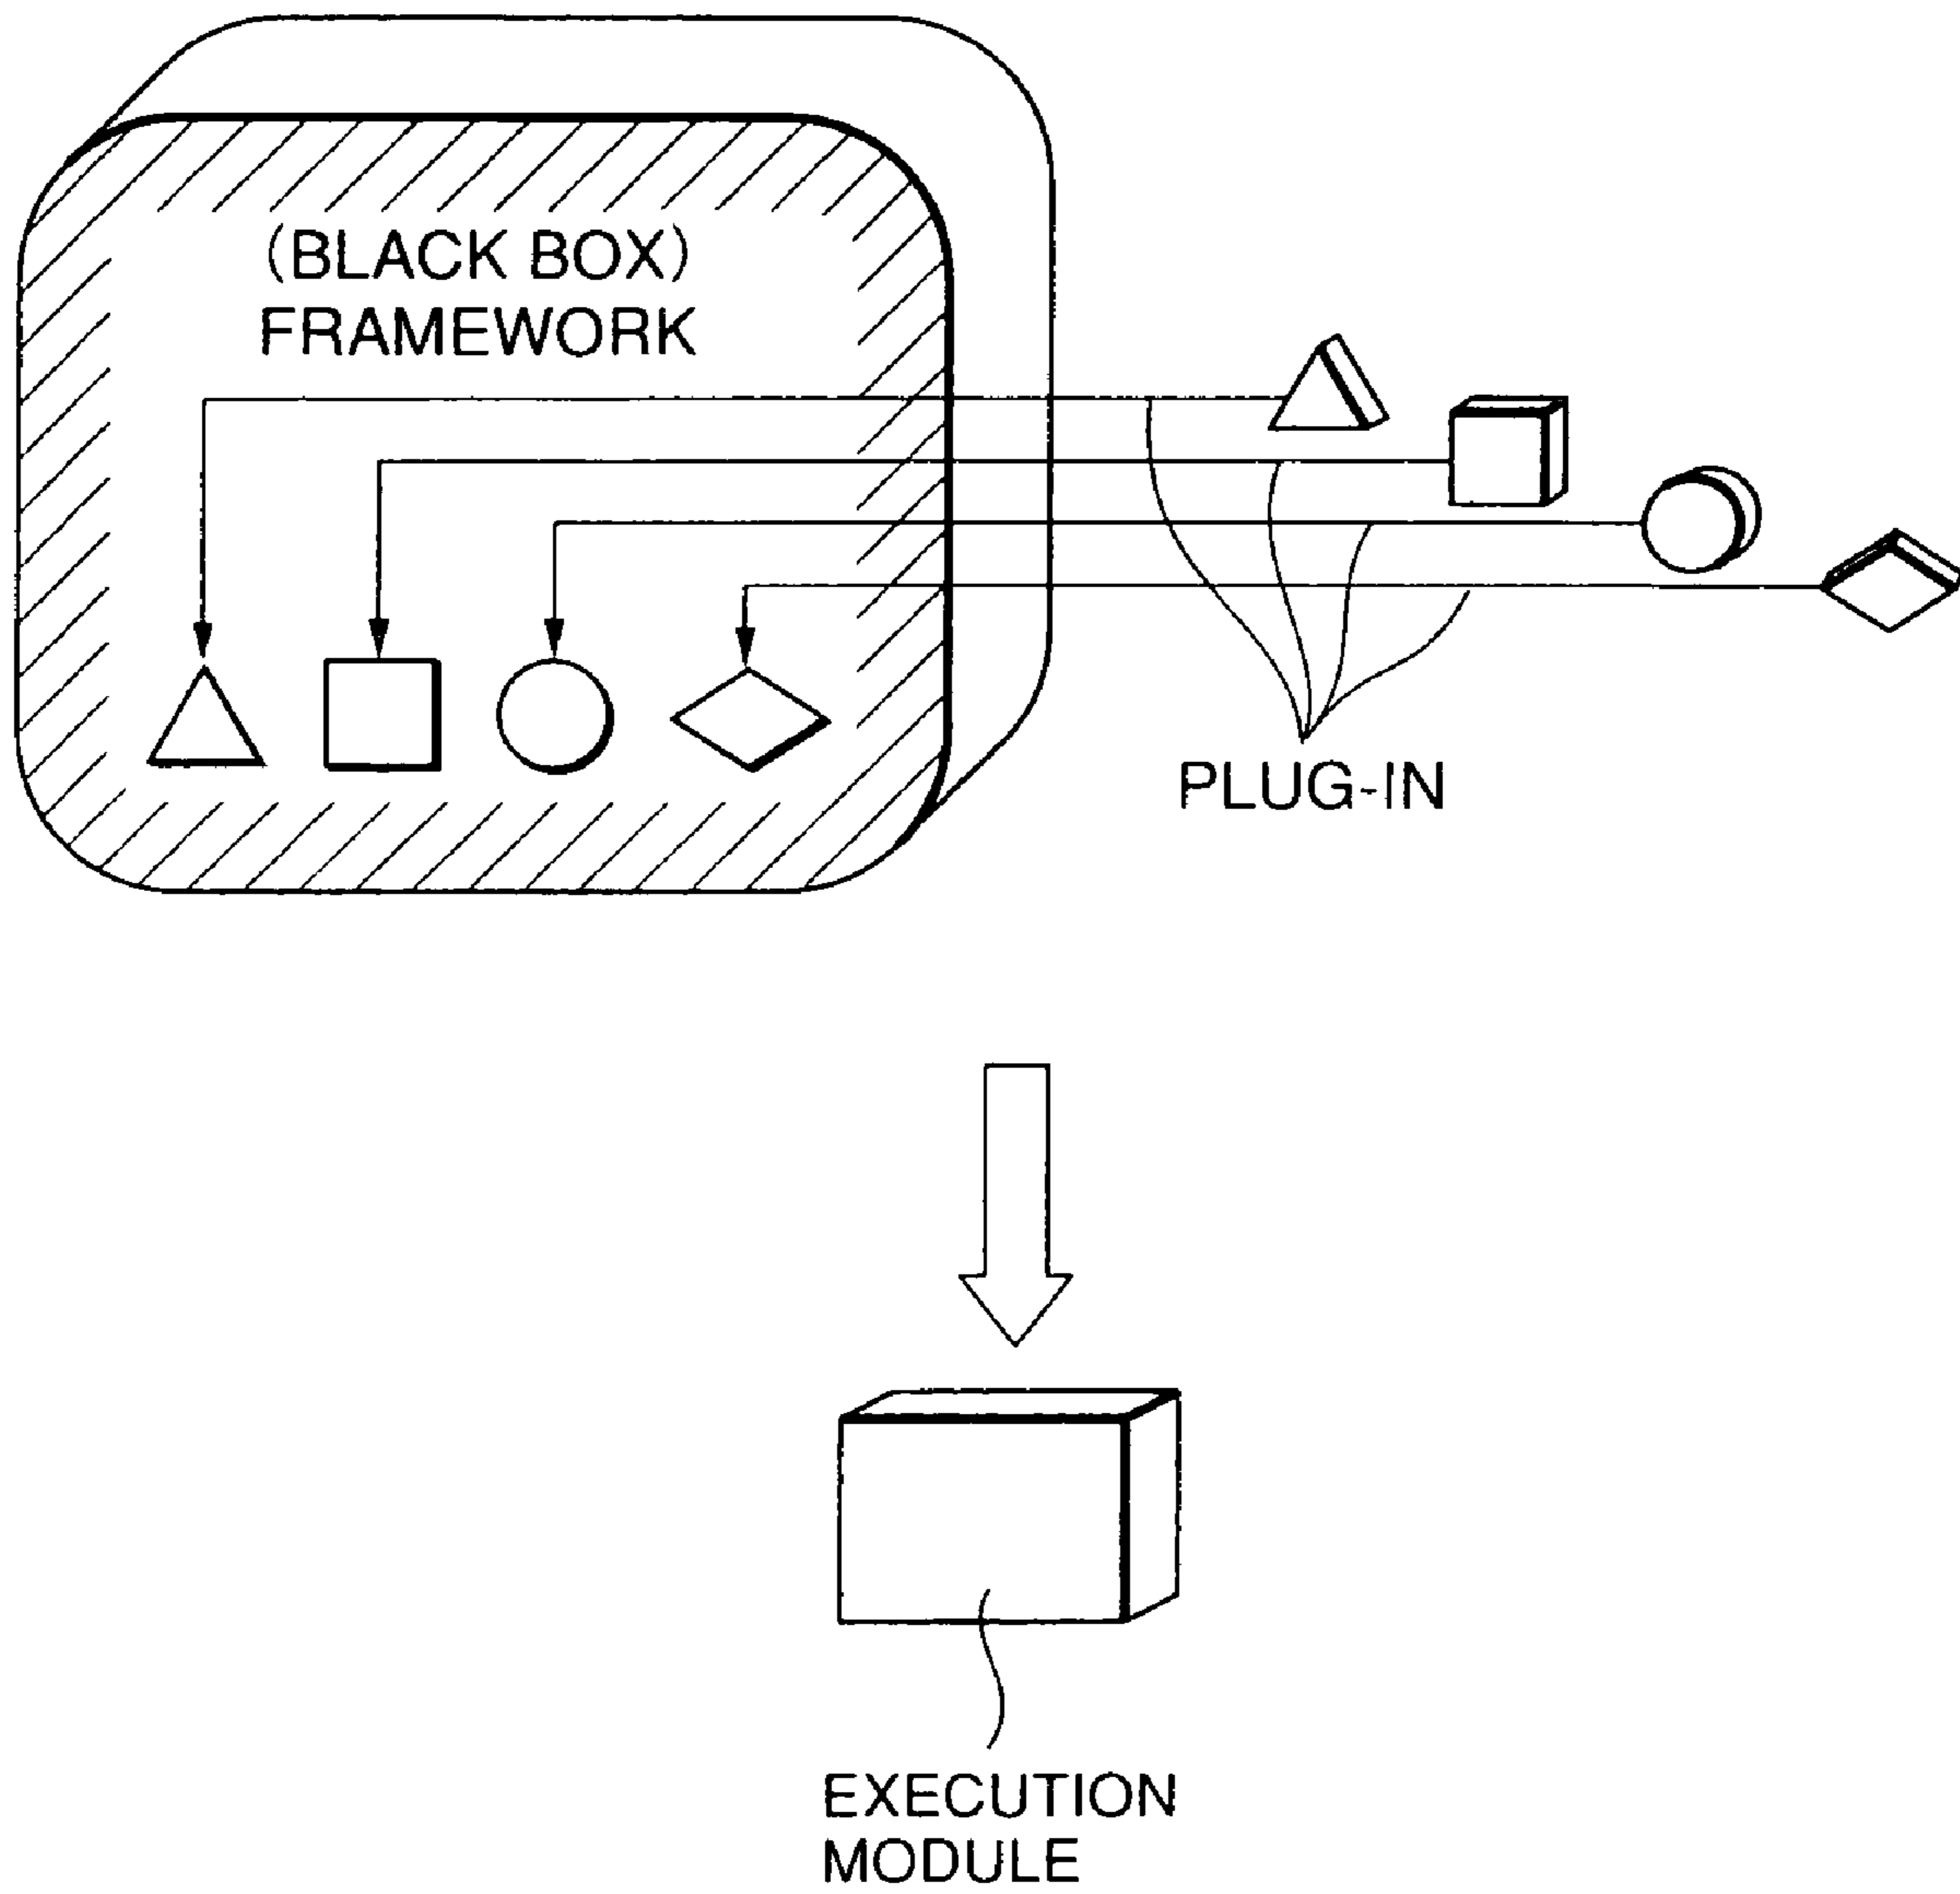 (BLACK BOX)
FRAMEWORK
PLUG-IN
EXECUTION
MODULE